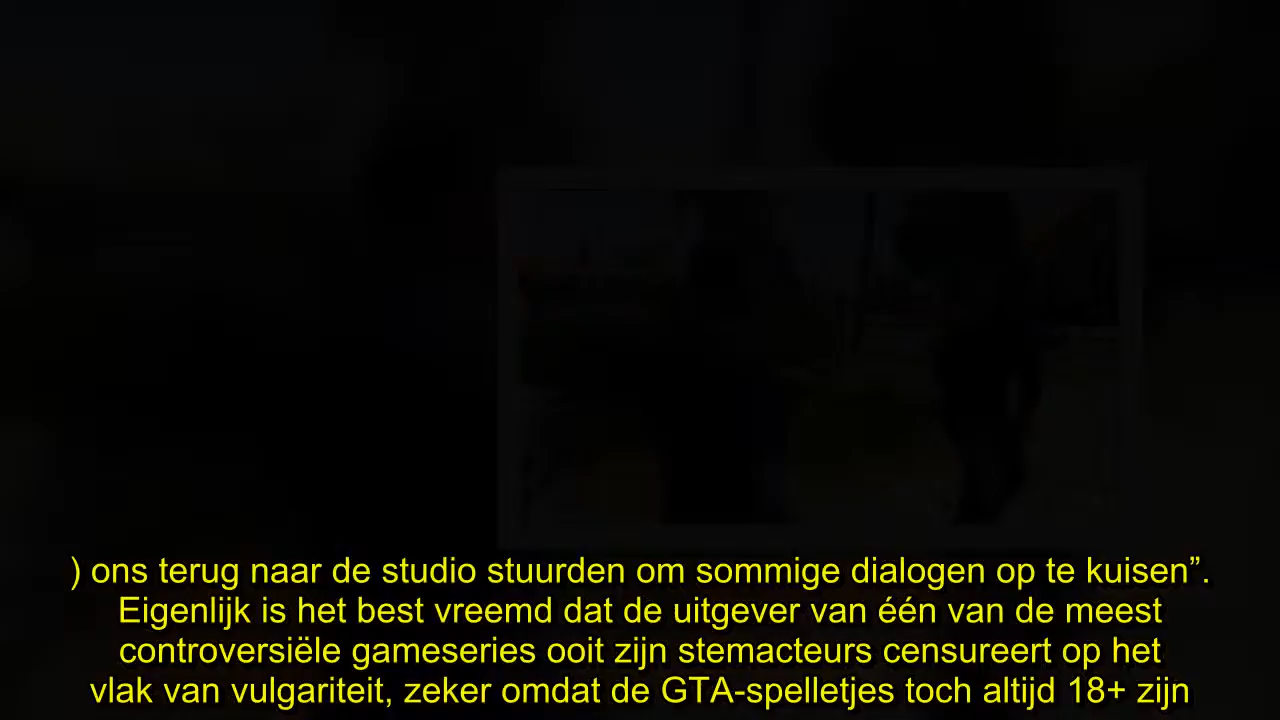 ) ons terug naar de studio stuurden om sommige dialogen op te kuisen”.
Eigenlijk is het best vreemd dat de uitgever van één van de meest
controversiële gameseries ooit zijn stemacteurs censureert op het
vlak van vulgariteit, zeker omdat de GTA-spelletjes toch altijd 18+ zijn